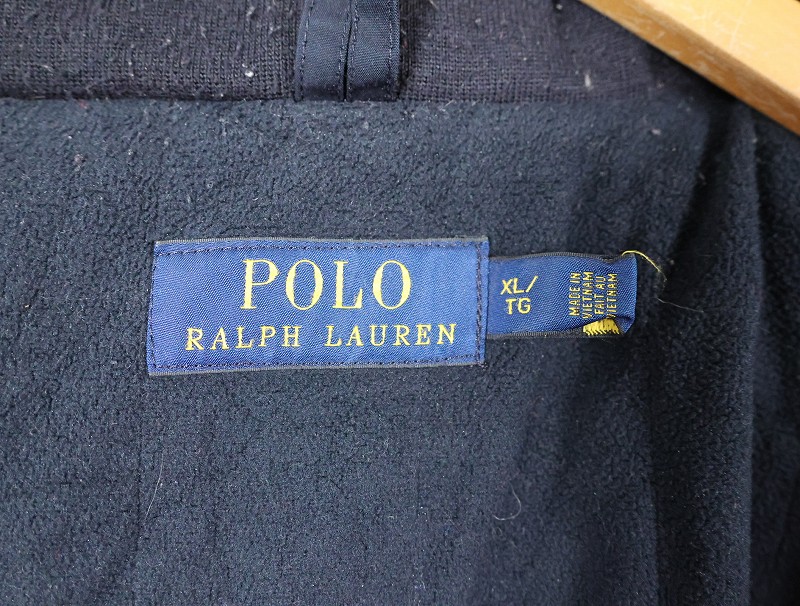 POLO
RALPH LAUREN
XL/
TG
MADE IN
VIETNAM
FAIT AU
VIETNAM